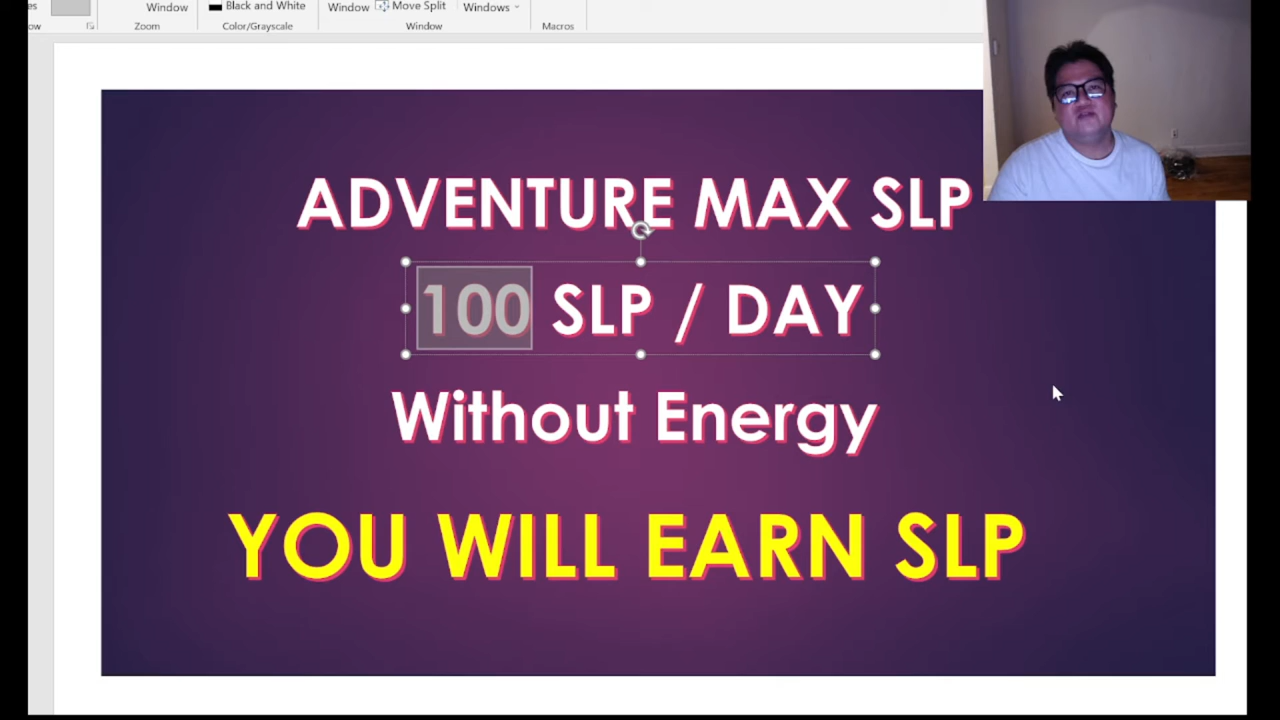 Window
Black and White
Window
Move Split
Windows
Zoom
Color/Grayscale
Window
Macros
ADVENTURE MAX SLP
100 SLP / DAY
Without Energy
YOU WILL EARN SLP